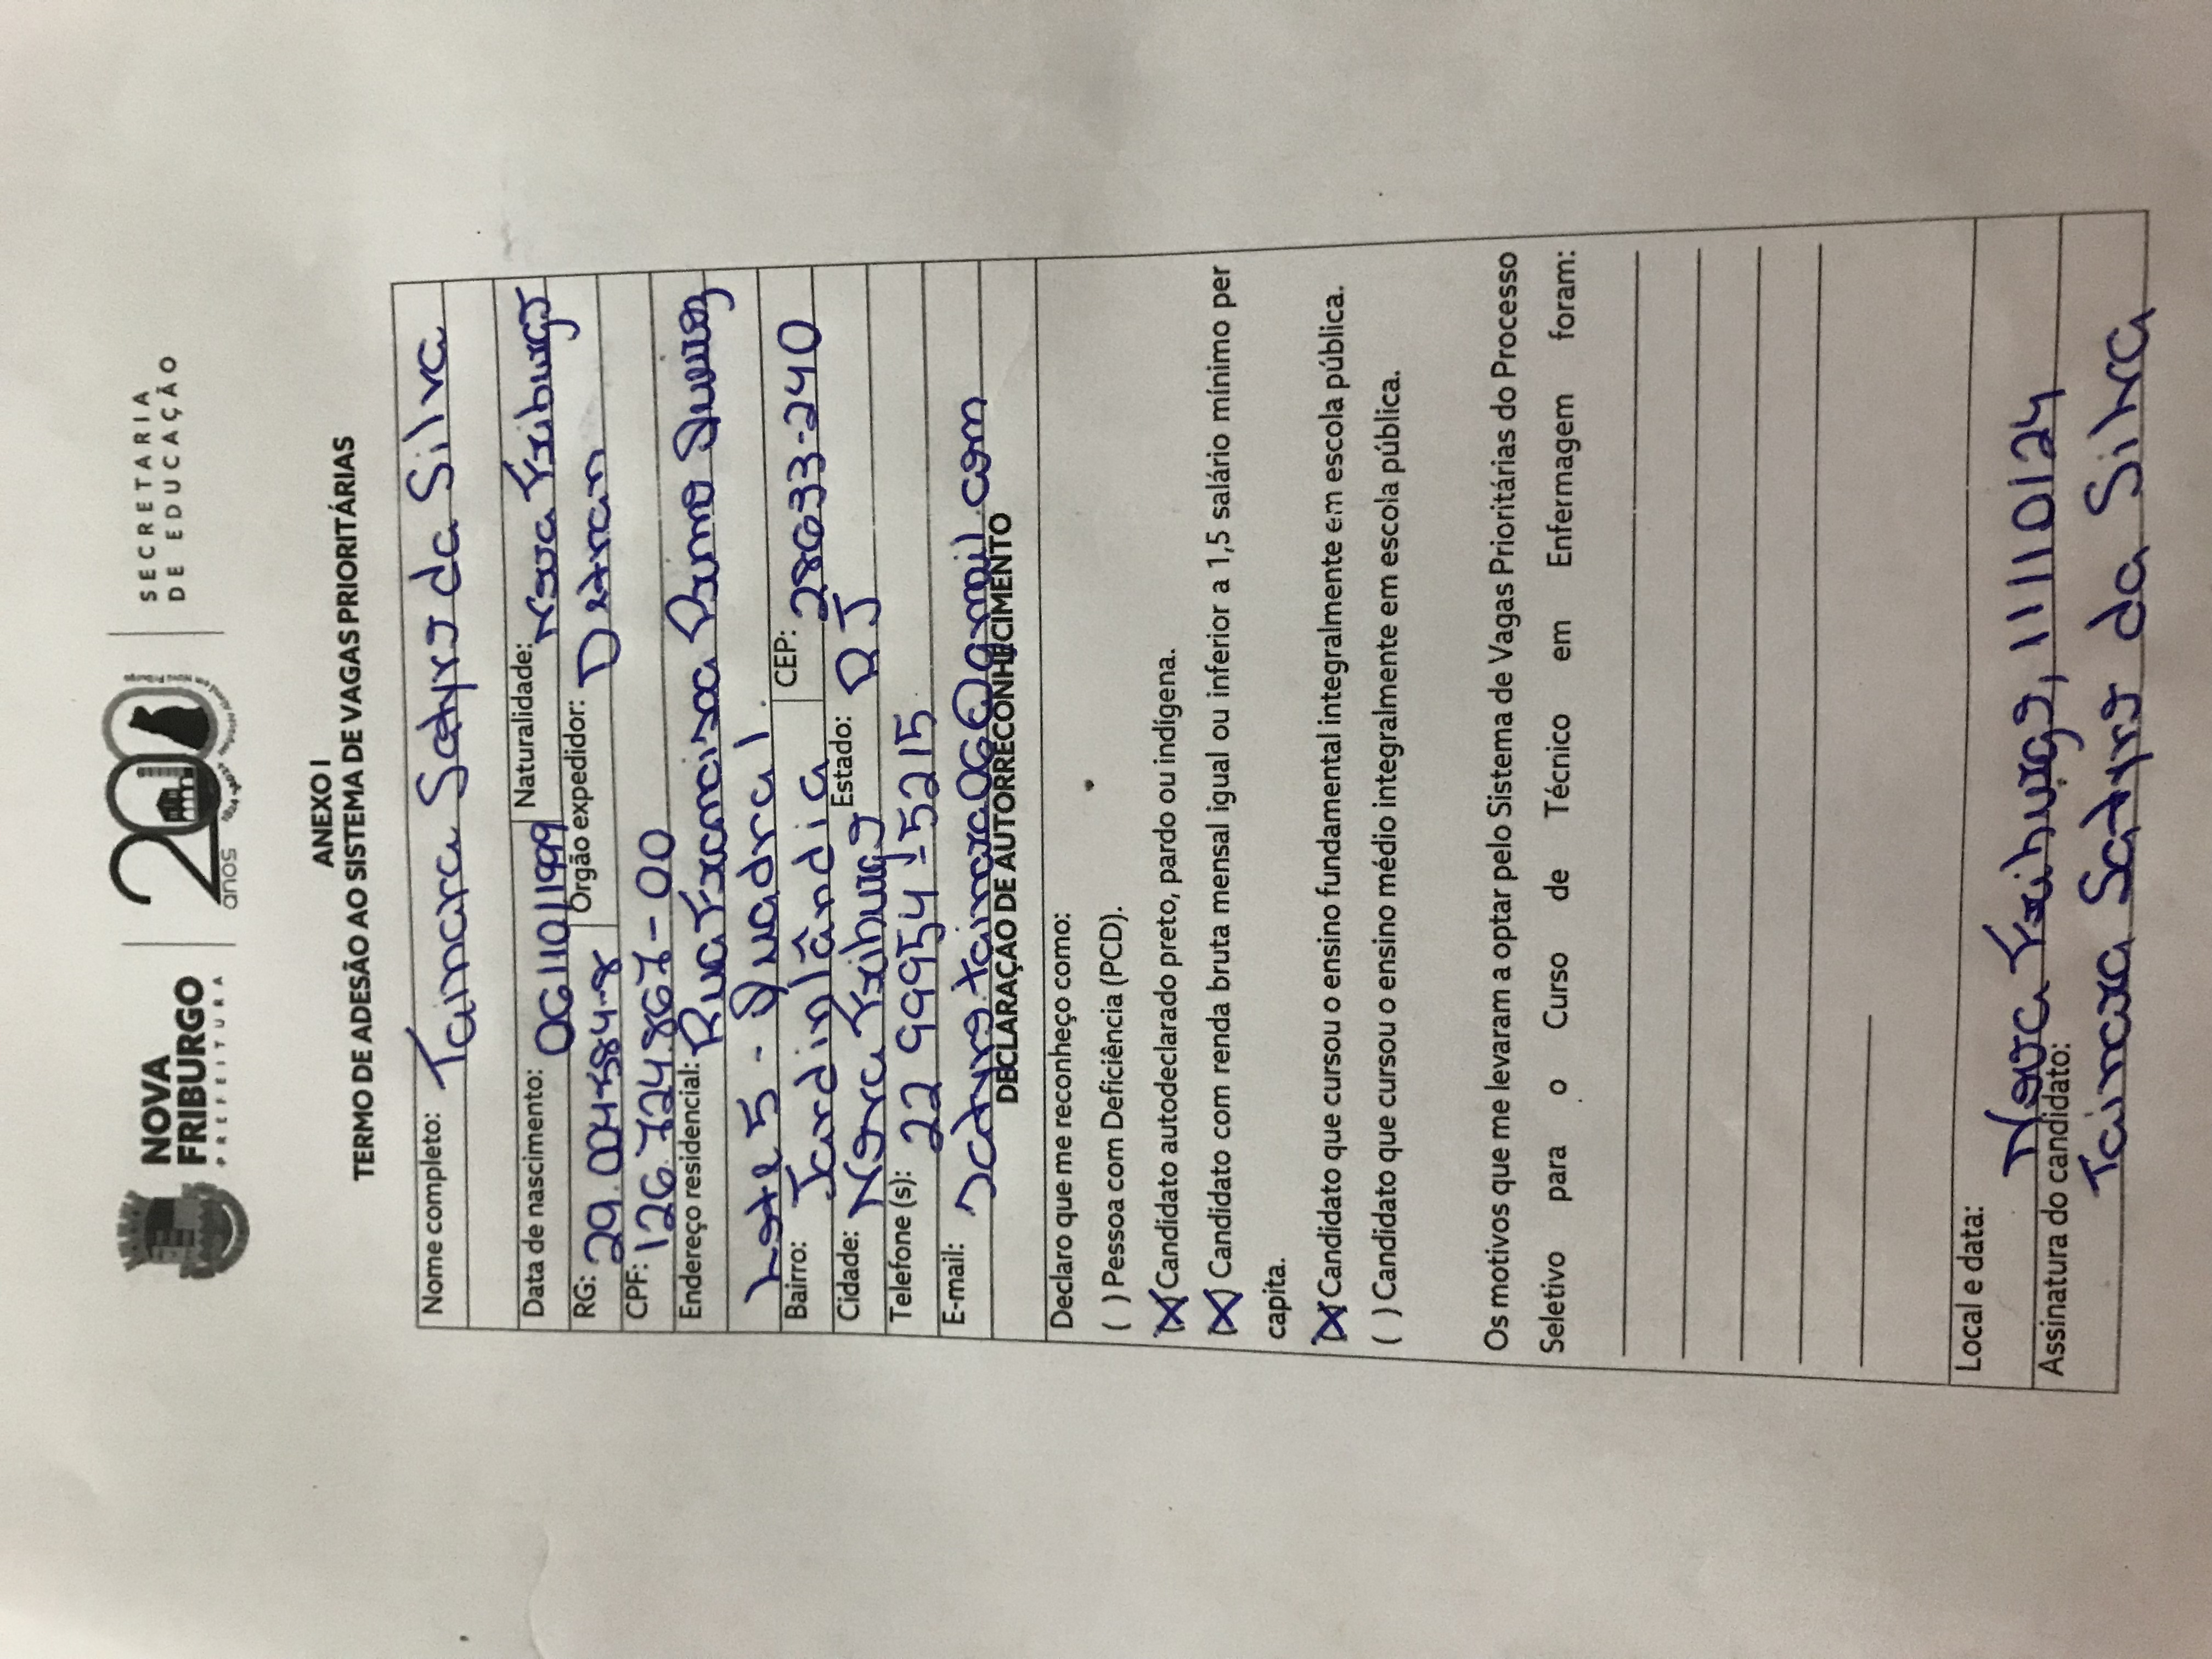 NOVA
FRIBURGO
PREFEITURA
200
anos
SECRETARIA
DE EDUCAÇÃO
ANEXO I
TERMO DE ADESÃO AO SISTEMA DE VAGAS PRIORITÁRIAS
Nome completo: Tainara Satyro da Silva
Data de nascimento: 06/10/1999 Naturalidade: Nova Friburgo
RG: 29.004584-8 Órgão expedidor: Detran
CPF: 126.724.867-00
Endereço residencial: Rua Francisca Primo Queiroz
Lote 5 - Quadra 1.
Bairro: Jardinlândia CEP: 28633-240
Cidade: Nova Friburgo Estado: RJ
Telefone (s): 22 99954-5215
E-mail: satyro.tainara06@gmail.com
DECLARAÇÃO DE AUTORRECONHECIMENTO
Declaro que me reconheço como:
( ) Pessoa com Deficiência (PCD).
(X) Candidato autodeclarado preto, pardo ou indígena.
(X) Candidato com renda bruta mensal igual ou inferior a 1,5 salário mínimo per
capita.
(X) Candidato que cursou o ensino fundamental integralmente em escola pública.
( ) Candidato que cursou o ensino médio integralmente em escola pública.
Os motivos que me levaram a optar pelo Sistema de Vagas Prioritárias do Processo
Seletivo para o Curso de Técnico em Enfermagem foram:
Local e data: Nova Friburgo, 11/10/24
Assinatura do candidato: Tainara Satyro da Silva